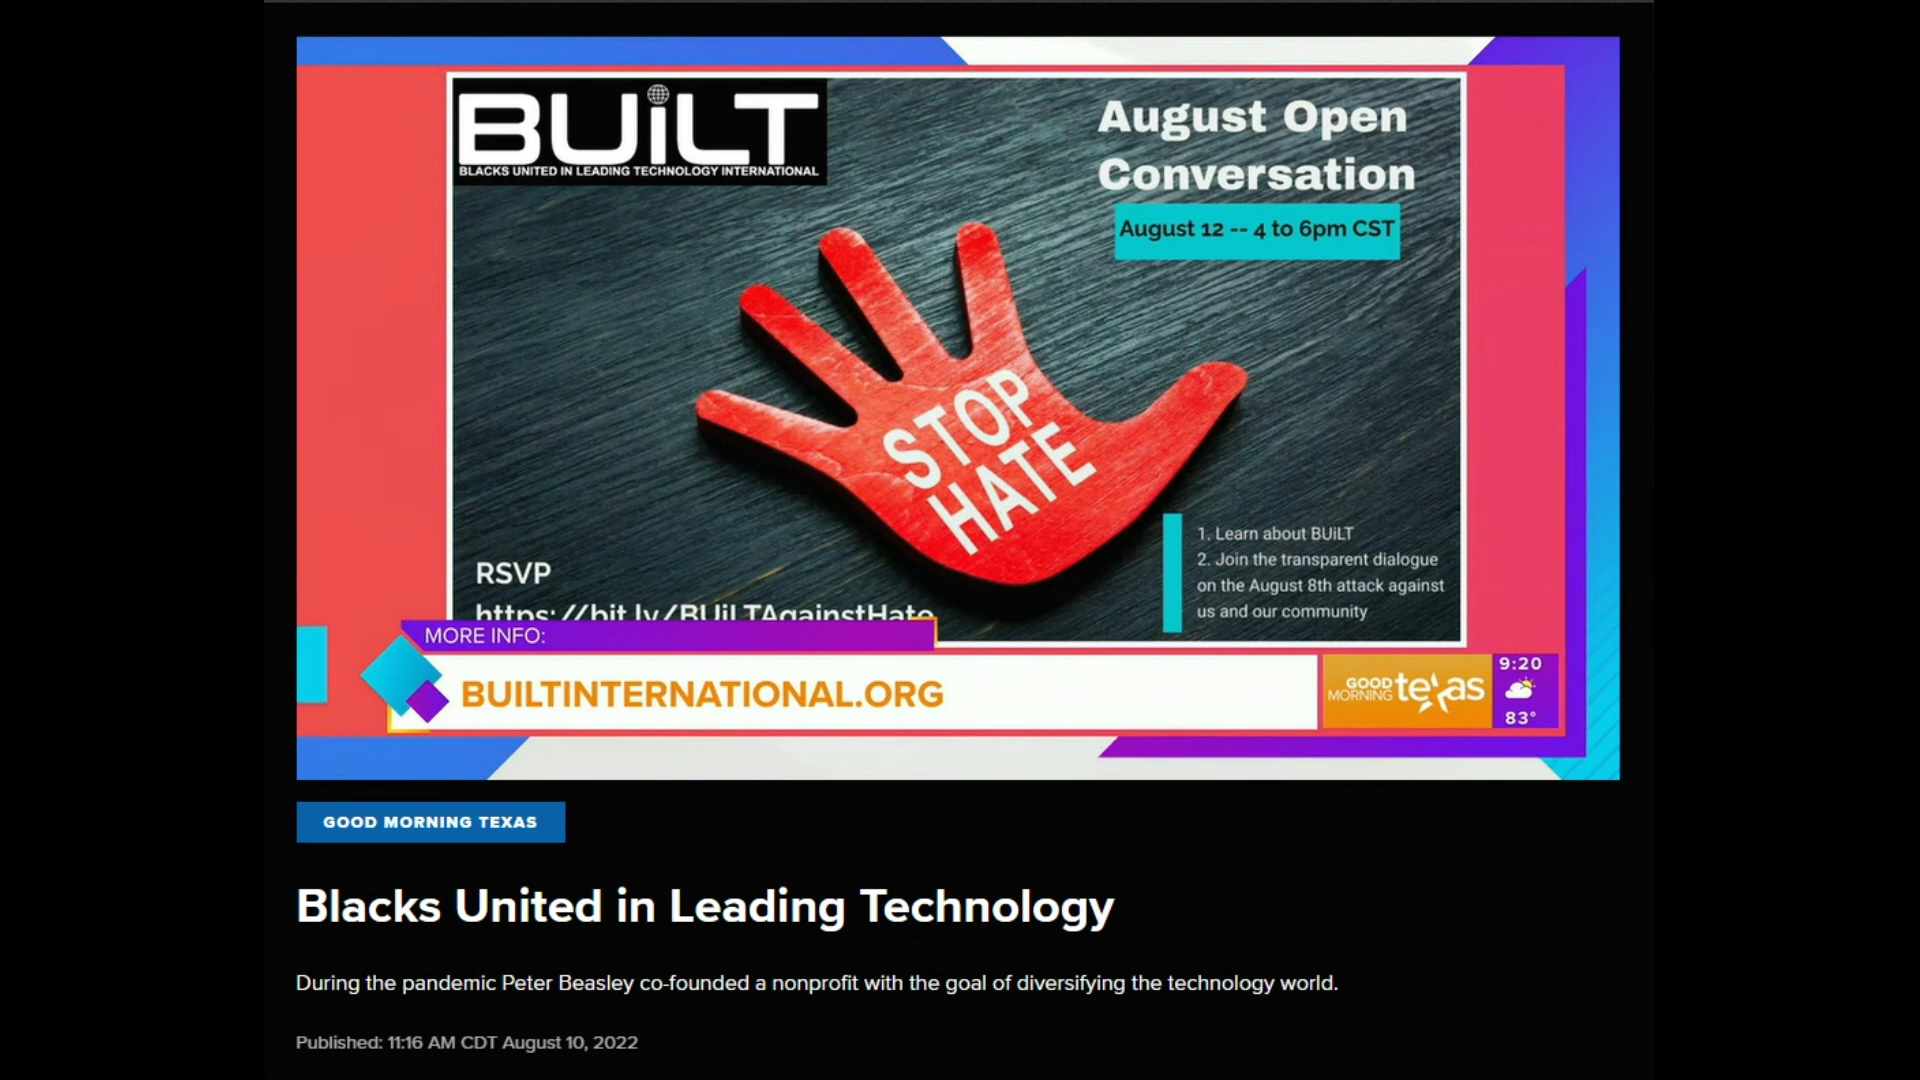 BUiLT
BLACKS UNITED IN LEADING TECHNOLOGY INTERNATIONAL
August Open
Conversation
August 12 -- 4 to 6pm CST
STOP
HATE
1. Learn about BUiLT
2. Join the transparent dialogue
on the August 8th attack against
us and our community
RSVP
https://bit.ly/BUiLTAgainstHate
MORE INFO:
BUILTINTERNATIONAL.ORG
GOOD
MORNING texas
9:20
83°
GOOD MORNING TEXAS
Blacks United in Leading Technology
During the pandemic Peter Beasley co-founded a nonprofit with the goal of diversifying the technology world.
Published: 11:16 AM CDT August 10, 2022